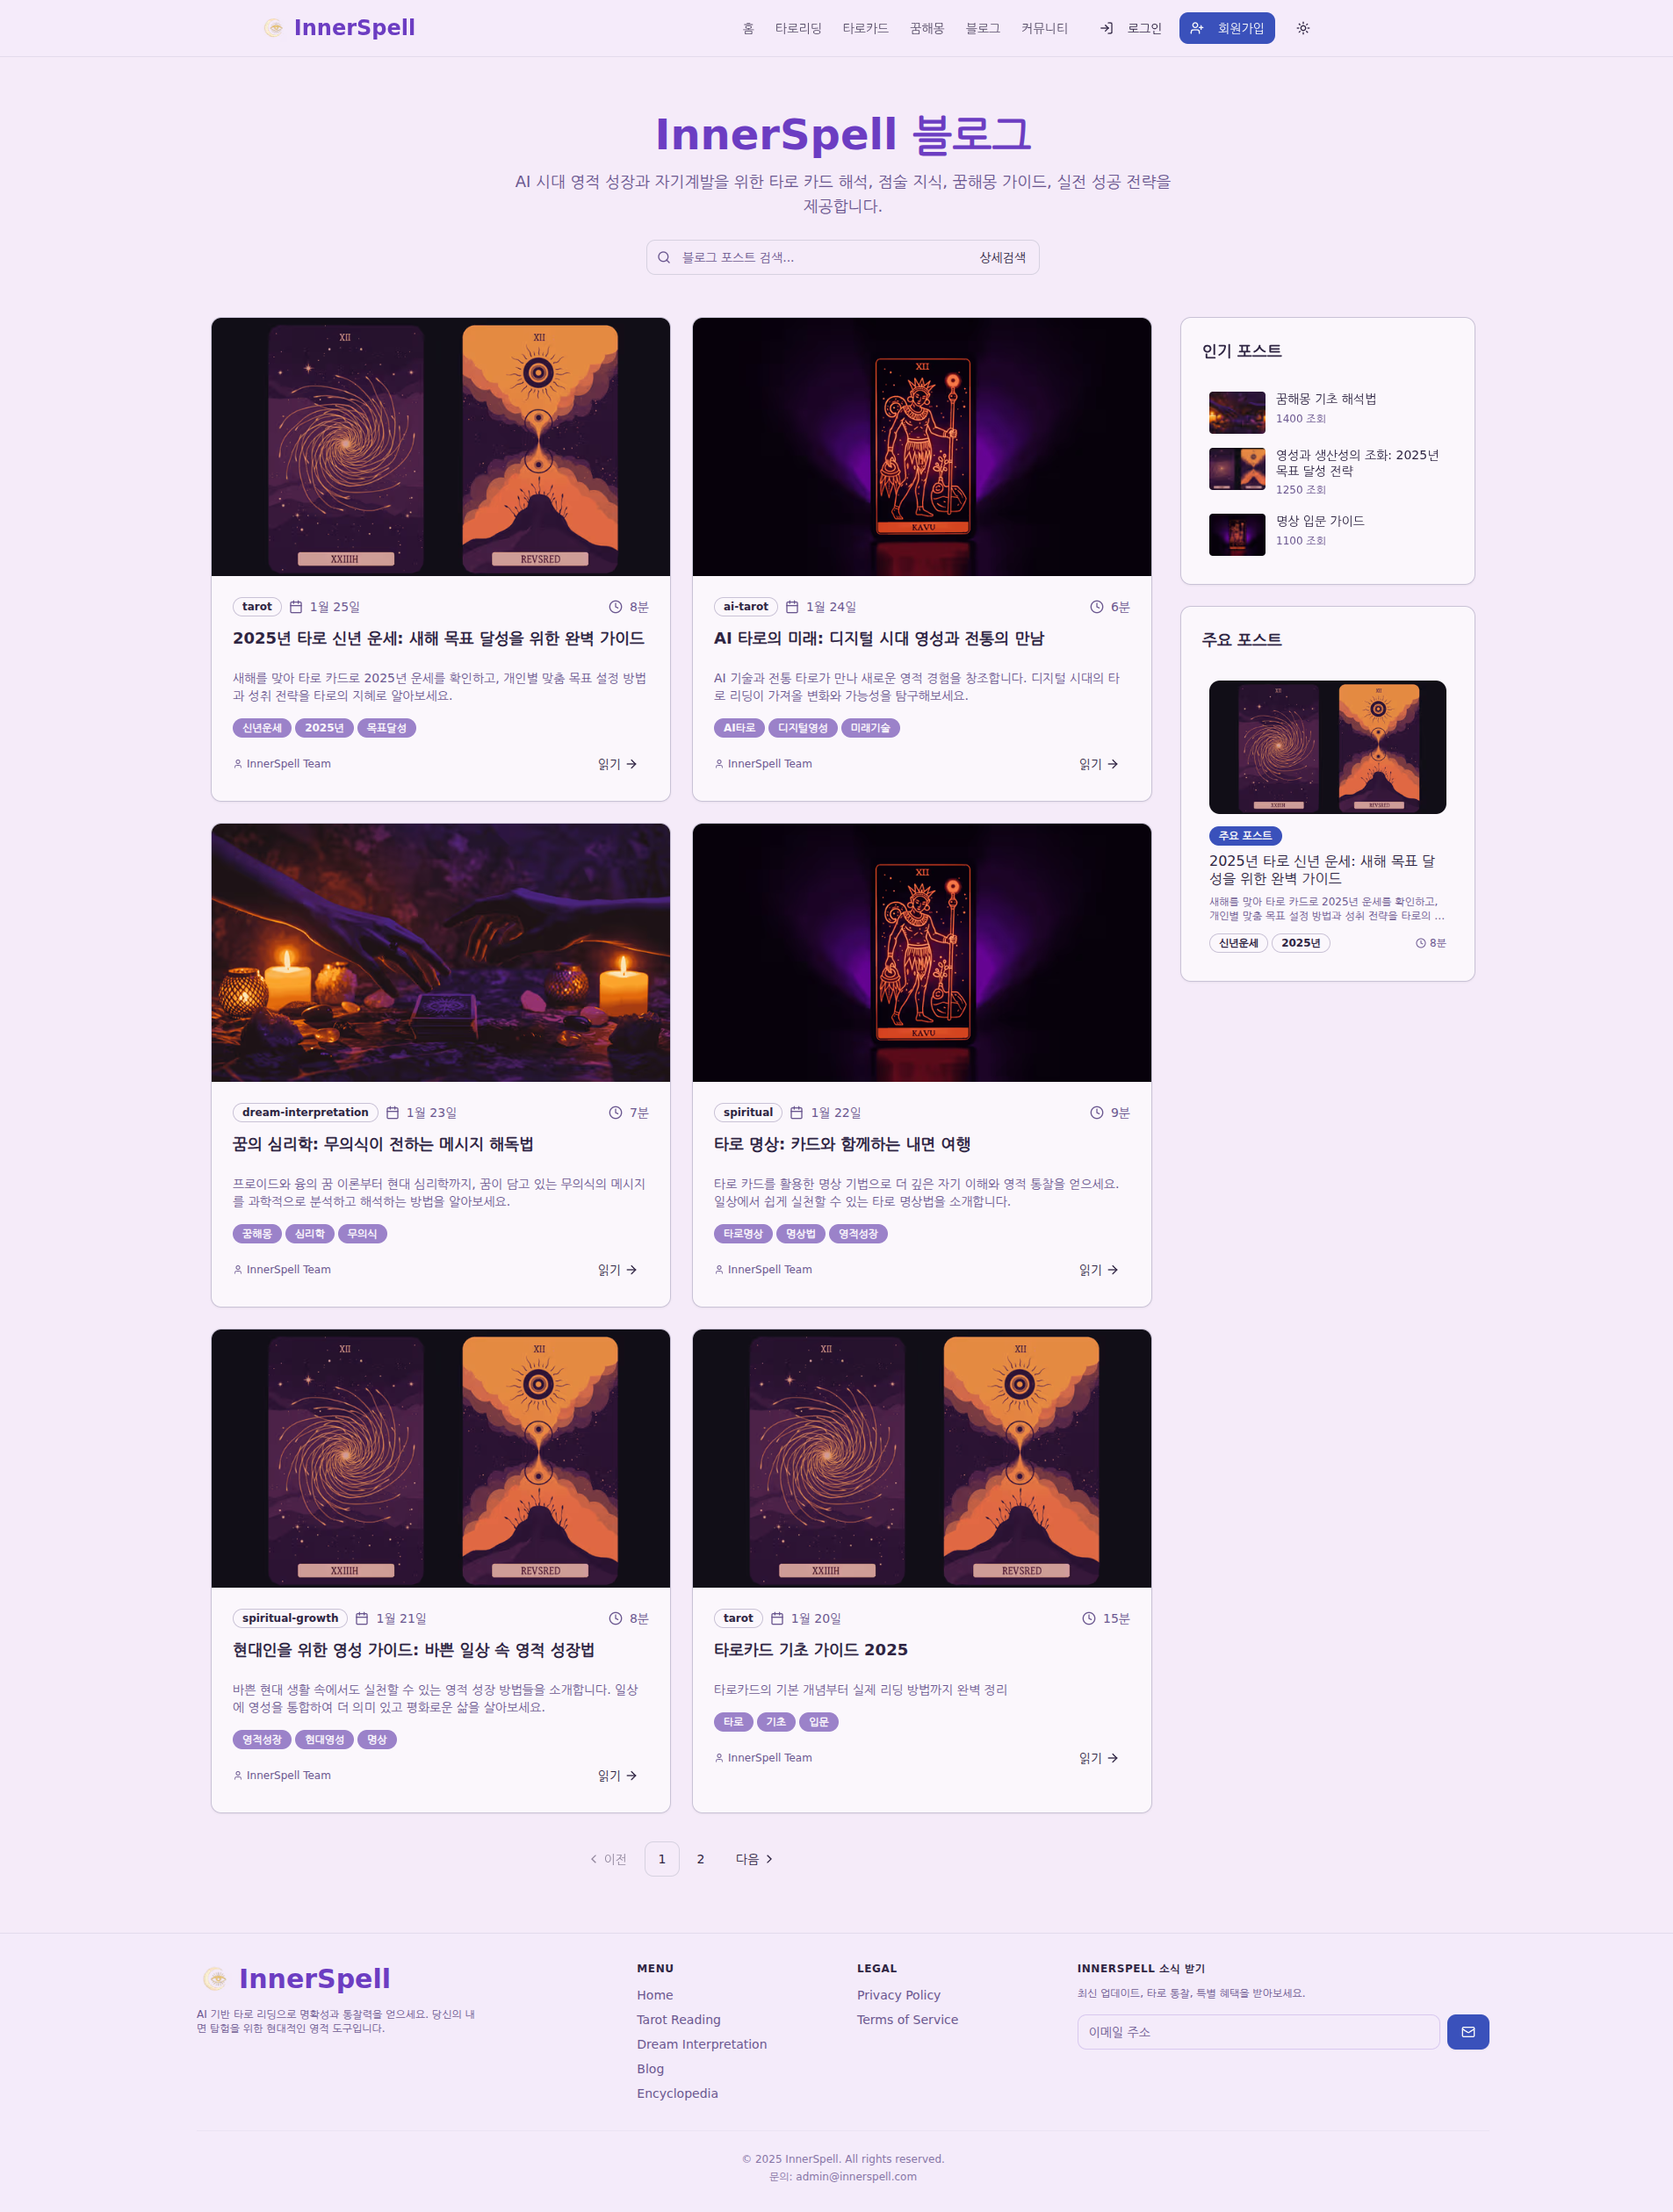 InnerSpell
홈
타로리딩
타로카드
꿈해몽
블로그
커뮤니티
로그인
회원가입
InnerSpell 블로그
AI 시대 영적 성장과 자기계발을 위한 타로 카드 해석, 점술 지식, 꿈해몽 가이드, 실전 성공 전략을
제공합니다.
블로그 포스트 검색...
상세검색
XII
XII
XXIIIH
REVSRED
tarot
1월 25일
8분
2025년 타로 신년 운세: 새해 목표 달성을 위한 완벽 가이드
새해를 맞아 타로 카드로 2025년 운세를 확인하고, 개인별 맞춤 목표 설정 방법
과 성취 전략을 타로의 지혜로 알아보세요.
신년운세
2025년
목표달성
InnerSpell Team
읽기
XII
KAVU
ai-tarot
1월 24일
6분
AI 타로의 미래: 디지털 시대 영성과 전통의 만남
AI 기술과 전통 타로가 만나 새로운 영적 경험을 창조합니다. 디지털 시대의 타
로 리딩이 가져올 변화와 가능성을 탐구해보세요.
AI타로
디지털영성
미래기술
InnerSpell Team
읽기
dream-interpretation
1월 23일
7분
꿈의 심리학: 무의식이 전하는 메시지 해독법
프로이드와 융의 꿈 이론부터 현대 심리학까지, 꿈이 담고 있는 무의식의 메시지
를 과학적으로 분석하고 해석하는 방법을 알아보세요.
꿈해몽
심리학
무의식
InnerSpell Team
읽기
XII
KAVU
spiritual
1월 22일
9분
타로 명상: 카드와 함께하는 내면 여행
타로 카드를 활용한 명상 기법으로 더 깊은 자기 이해와 영적 통찰을 얻으세요.
일상에서 쉽게 실천할 수 있는 타로 명상법을 소개합니다.
타로명상
명상법
영적성장
InnerSpell Team
읽기
XII
XII
XXIIIH
REVSRED
spiritual-growth
1월 21일
8분
현대인을 위한 영성 가이드: 바쁜 일상 속 영적 성장법
바쁜 현대 생활 속에서도 실천할 수 있는 영적 성장 방법들을 소개합니다. 일상
에 영성을 통합하여 더 의미 있고 평화로운 삶을 살아보세요.
영적성장
현대영성
명상
InnerSpell Team
읽기
XII
XII
XXIIIH
REVSRED
tarot
1월 20일
15분
타로카드 기초 가이드 2025
타로카드의 기본 개념부터 실제 리딩 방법까지 완벽 정리
타로
기초
입문
InnerSpell Team
읽기
이전
1
2
다음
인기 포스트
꿈해몽 기초 해석법
1400 조회
영성과 생산성의 조화: 2025년
목표 달성 전략
1250 조회
명상 입문 가이드
1100 조회
주요 포스트
XII
XII
XXIIIH
REVSRED
주요 포스트
2025년 타로 신년 운세: 새해 목표 달
성을 위한 완벽 가이드
새해를 맞아 타로 카드로 2025년 운세를 확인하고,
개인별 맞춤 목표 설정 방법과 성취 전략을 타로의 ...
신년운세
2025년
8분
InnerSpell
AI 기반 타로 리딩으로 명확성과 통찰력을 얻으세요. 당신의 내
면 탐험을 위한 현대적인 영적 도구입니다.
MENU
Home
Tarot Reading
Dream Interpretation
Blog
Encyclopedia
LEGAL
Privacy Policy
Terms of Service
INNERSPELL 소식 받기
최신 업데이트, 타로 통찰, 특별 혜택을 받아보세요.
이메일 주소
© 2025 InnerSpell. All rights reserved.
문의: admin@innerspell.com